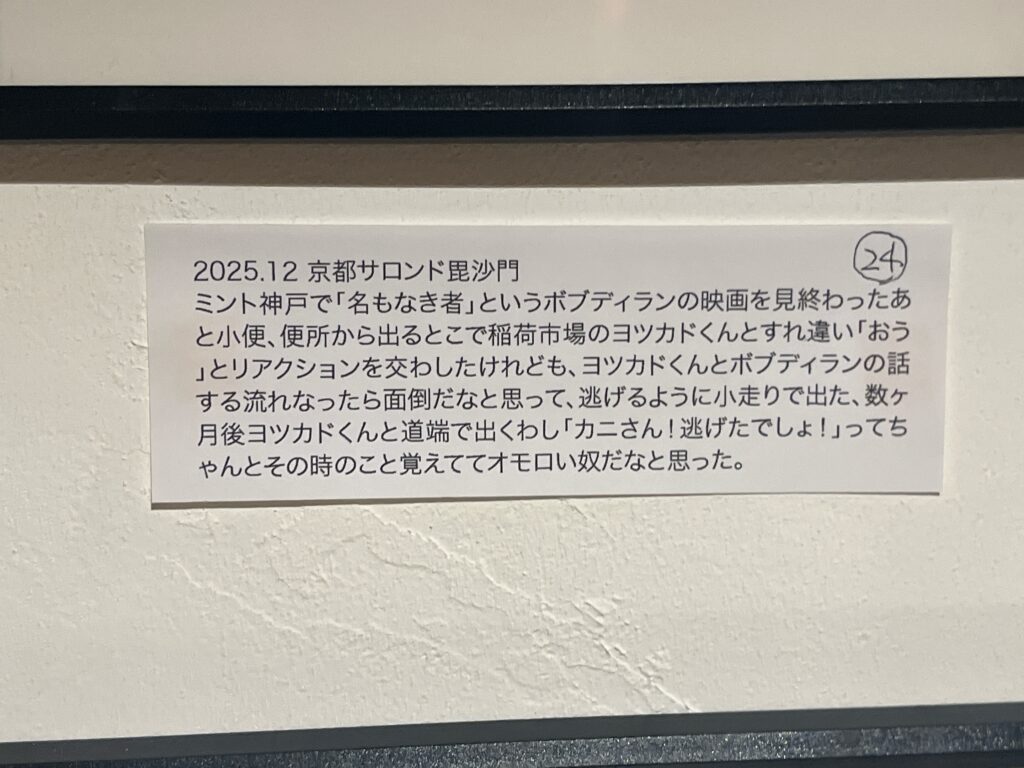 2025.12 京都サロンド毘沙門
㉔
ミント神戸で「名もなき者」というボブディランの映画を見終わったあ
と小便、便所から出るとこで稲荷市場のヨツカドくんとすれ違い「おう
」とリアクションを交わしたけれども、ヨツカドくんとボブディランの話
する流れなったら面倒だなと思って、逃げるように小走りで出た、数ヶ
月後ヨツカドくんと道端で出くわし「カニさん！逃げたでしょ！」ってち
ゃんとその時のこと覚えててオモロい奴だなと思った。